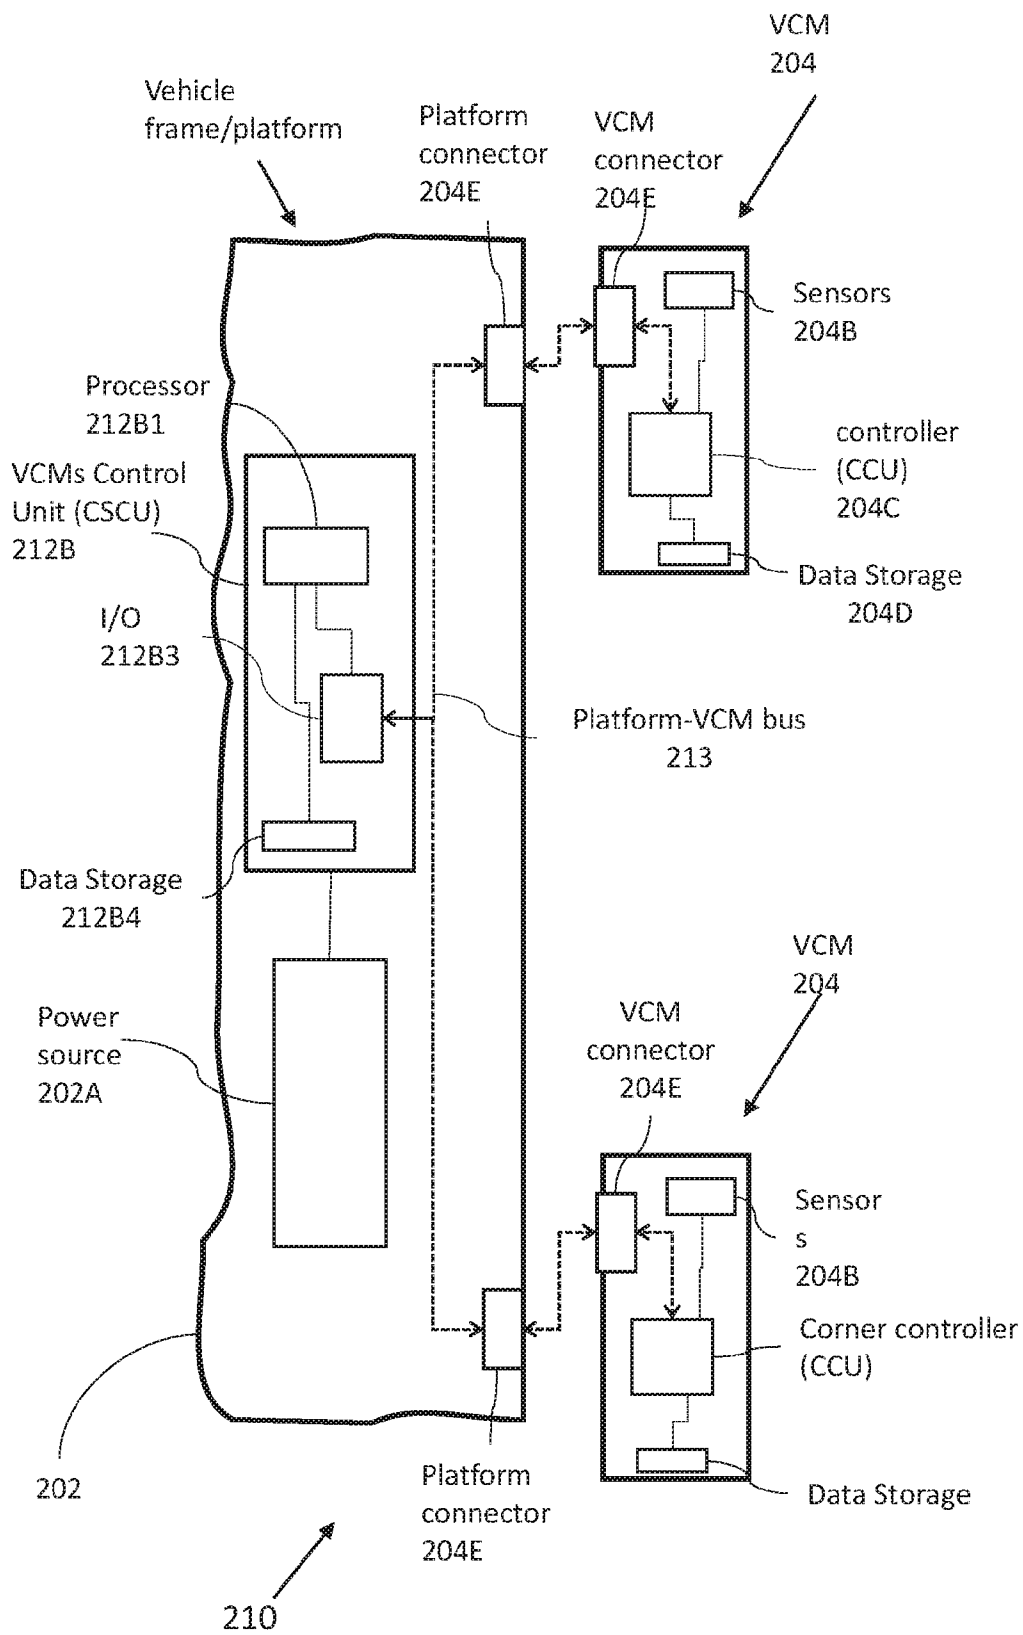 VCM
204
Vehicle
frame/platform
Platform
connector
204E
VCM
connector
204E
Sensors
204B
Processor
212B1
controller
(CCU)
204C
VCMs Control
Unit (CSCU)
212B
Data Storage
204D
I/O
212B3
Platform-VCM bus
213
Data Storage
212B4
VCM
204
Power
source
202A
VCM
connector
204E
Sensor
s
204B
Corner controller
(CCU)
202
Platform
connector
204E
Data Storage
210